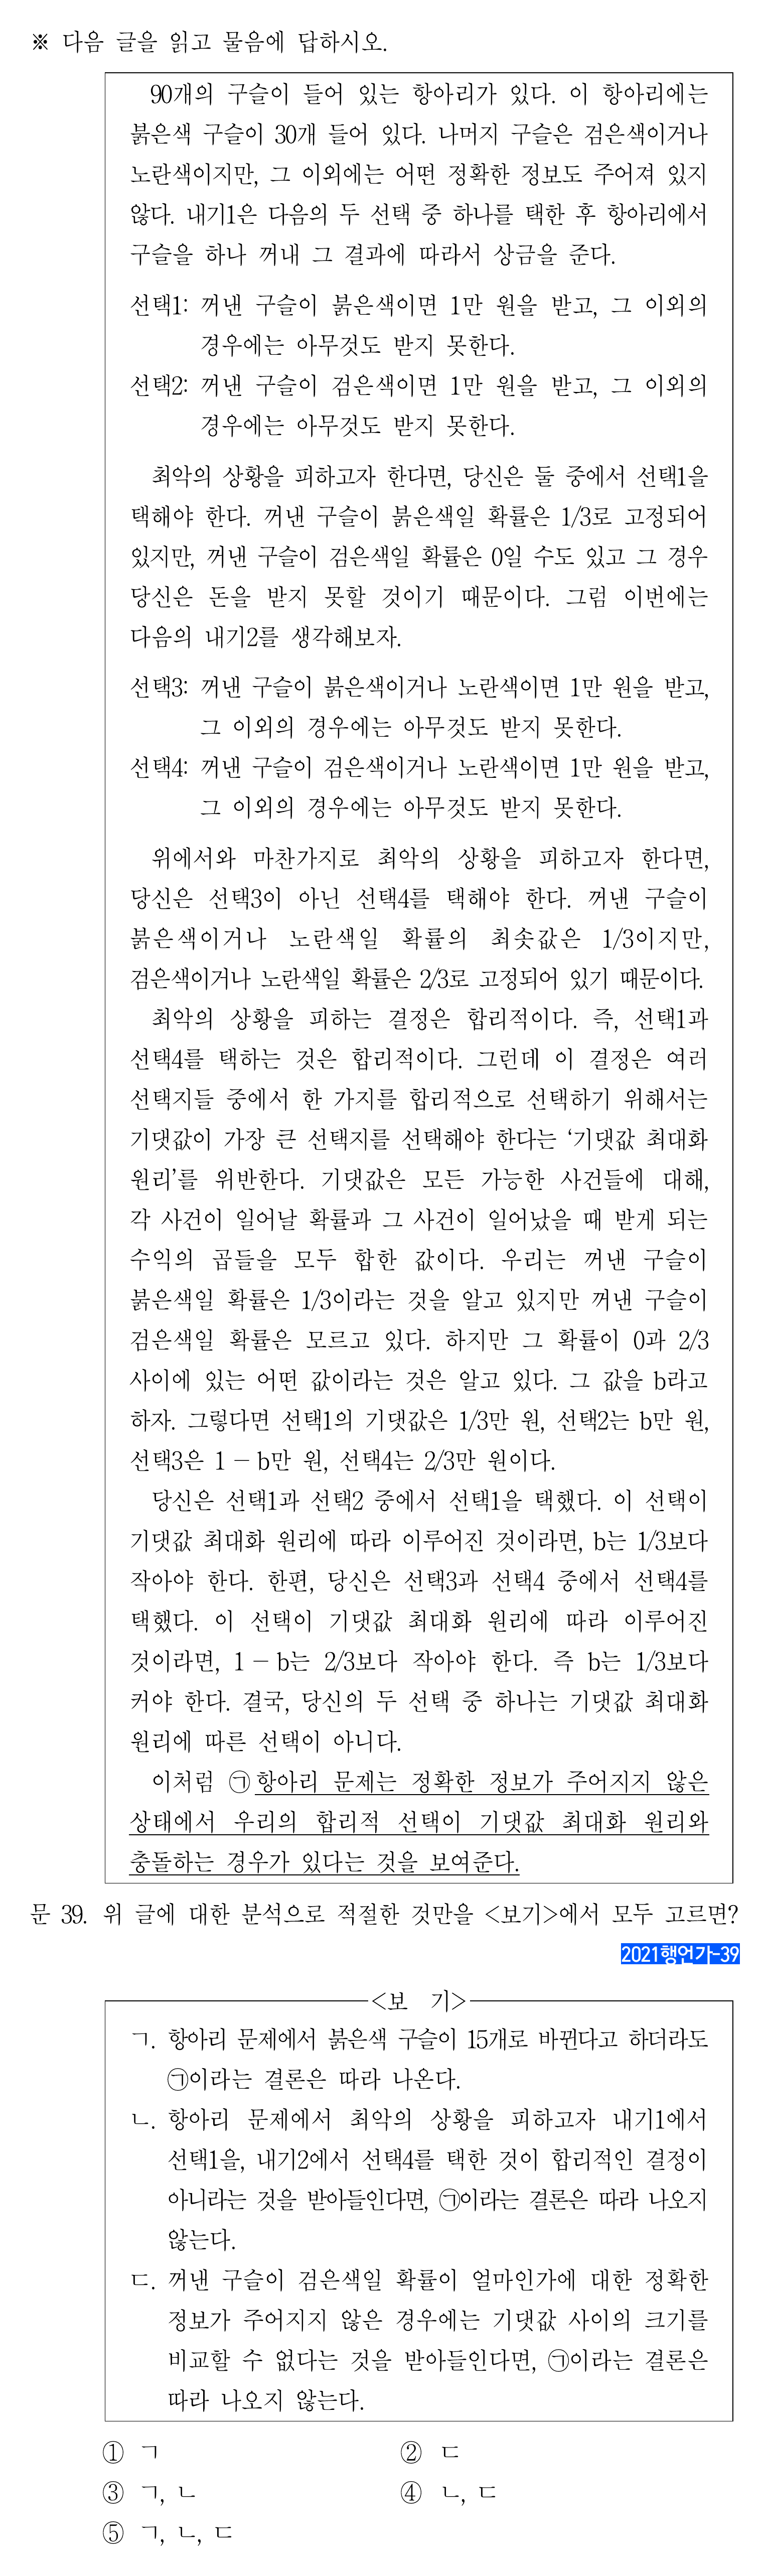 ※ 다음 글을 읽고 물음에 답하시오.
90개의 구슬이 들어 있는 항아리가 있다. 이 항아리에는
붉은색 구슬이 30개 들어 있다. 나머지 구슬은 검은색이거나
노란색이지만, 그 이외에는 어떤 정확한 정보도 주어져 있지
않다. 내기1은 다음의 두 선택 중 하나를 택한 후 항아리에서
구슬을 하나 꺼내 그 결과에 따라서 상금을 준다.
선택1: 꺼낸 구슬이 붉은색이면 1만 원을 받고, 그 이외의
경우에는 아무것도 받지 못한다.
선택2: 꺼낸 구슬이 검은색이면 1만 원을 받고, 그 이외의
경우에는 아무것도 받지 못한다.
최악의 상황을 피하고자 한다면, 당신은 둘 중에서 선택1을
택해야 한다. 꺼낸 구슬이 붉은색일 확률은 1/3로 고정되어
있지만, 꺼낸 구슬이 검은색일 확률은 0일 수도 있고 그 경우
당신은 돈을 받지 못할 것이기 때문이다. 그럼 이번에는
다음의 내기2를 생각해보자.
선택3: 꺼낸 구슬이 붉은색이거나 노란색이면 1만 원을 받고,
그 이외의 경우에는 아무것도 받지 못한다.
선택4: 꺼낸 구슬이 검은색이거나 노란색이면 1만 원을 받고,
그 이외의 경우에는 아무것도 받지 못한다.
위에서와 마찬가지로 최악의 상황을 피하고자 한다면,
당신은 선택3이 아닌 선택4를 택해야 한다. 꺼낸 구슬이
붉은색이거나 노란색일 확률의 최솟값은 1/3이지만,
검은색이거나 노란색일 확률은 2/3로 고정되어 있기 때문이다.
최악의 상황을 피하는 결정은 합리적이다. 즉, 선택1과
선택4를 택하는 것은 합리적이다. 그런데 이 결정은 여러
선택지들 중에서 한 가지를 합리적으로 선택하기 위해서는
기댓값이 가장 큰 선택지를 선택해야 한다는 ‘기댓값 최대화
원리’를 위반한다. 기댓값은 모든 가능한 사건들에 대해,
각 사건이 일어날 확률과 그 사건이 일어났을 때 받게 되는
수익의 곱들을 모두 합한 값이다. 우리는 꺼낸 구슬이
붉은색일 확률은 1/3이라는 것을 알고 있지만 꺼낸 구슬이
검은색일 확률은 모르고 있다. 하지만 그 확률이 0과 2/3
사이에 있는 어떤 값이라는 것은 알고 있다. 그 값을 b라고
하자. 그렇다면 선택1의 기댓값은 1/3만 원, 선택2는 b만 원,
선택3은 1 − b만 원, 선택4는 2/3만 원이다.
당신은 선택1과 선택2 중에서 선택1을 택했다. 이 선택이
기댓값 최대화 원리에 따라 이루어진 것이라면, b는 1/3보다
작아야 한다. 한편, 당신은 선택3과 선택4 중에서 선택4를
택했다. 이 선택이 기댓값 최대화 원리에 따라 이루어진
것이라면, 1 − b는 2/3보다 작아야 한다. 즉 b는 1/3보다
커야 한다. 결국, 당신의 두 선택 중 하나는 기댓값 최대화
원리에 따른 선택이 아니다.
이처럼 ㉠항아리 문제는 정확한 정보가 주어지지 않은
상태에서 우리의 합리적 선택이 기댓값 최대화 원리와
충돌하는 경우가 있다는 것을 보여준다.
문 39. 위 글에 대한 분석으로 적절한 것만을 <보기>에서 모두 고르면?
2021행언가-39
<보 기>
ㄱ. 항아리 문제에서 붉은색 구슬이 15개로 바뀐다고 하더라도
㉠이라는 결론은 따라 나온다.
ㄴ. 항아리 문제에서 최악의 상황을 피하고자 내기1에서
선택1을, 내기2에서 선택4를 택한 것이 합리적인 결정이
아니라는 것을 받아들인다면, ㉠이라는 결론은 따라 나오지
않는다.
ㄷ. 꺼낸 구슬이 검은색일 확률이 얼마인가에 대한 정확한
정보가 주어지지 않은 경우에는 기댓값 사이의 크기를
비교할 수 없다는 것을 받아들인다면, ㉠이라는 결론은
따라 나오지 않는다.
① ㄱ ② ㄷ
③ ㄱ, ㄴ ④ ㄴ, ㄷ
⑤ ㄱ, ㄴ, ㄷ